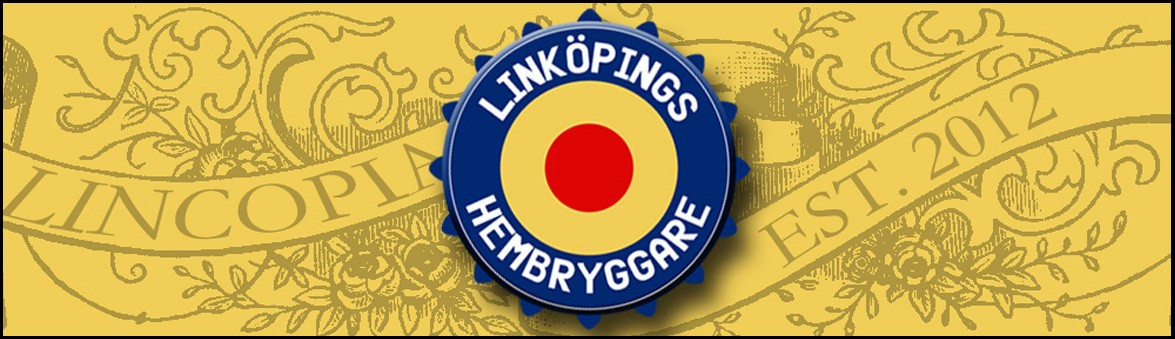 LINCOPIA
LINKÖPINGS
HEMBRYGGARE
EST. 2012